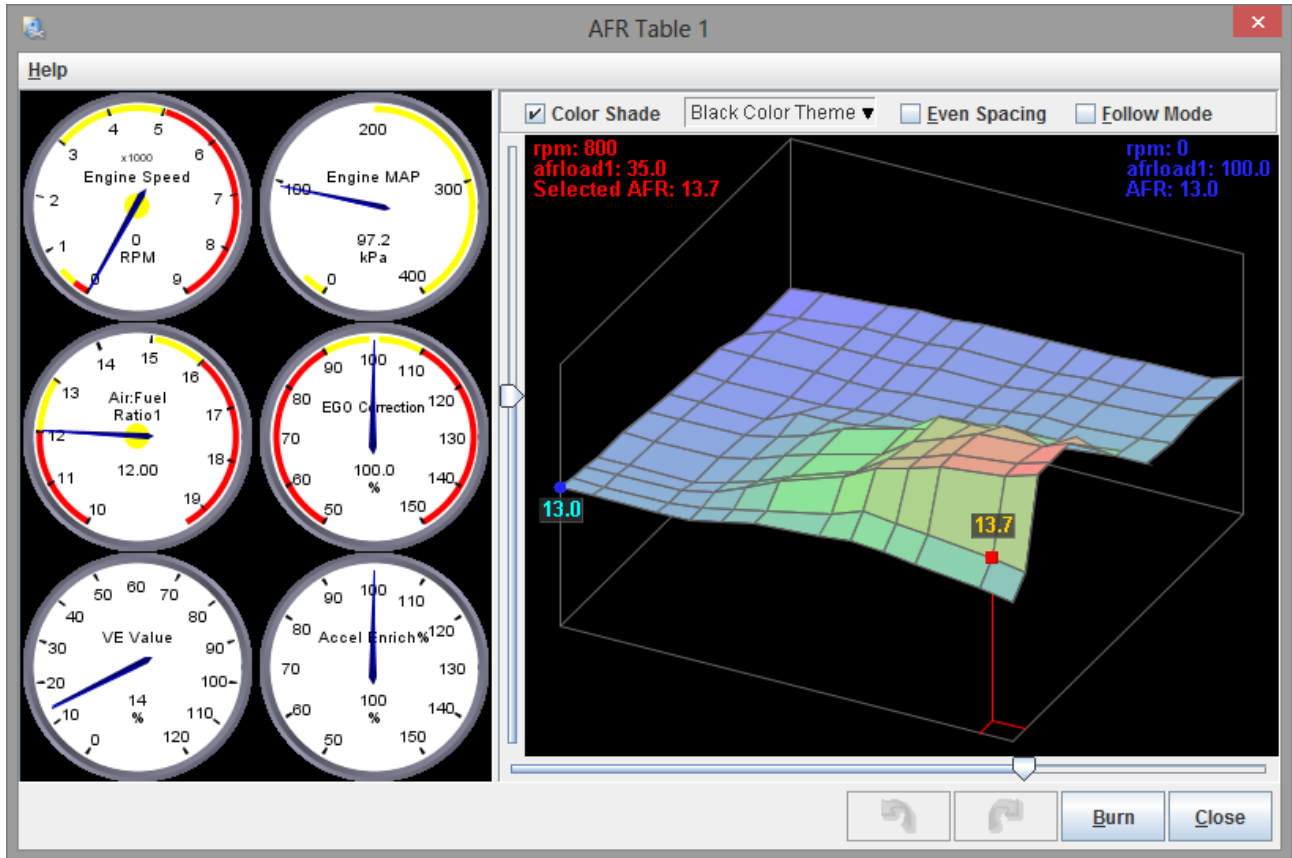 AFR Table 1
Help
Color Shade
Black Color Theme
Even Spacing
Follow Mode
0
1
2
3
4
5
6
7
8
9
x1000
Engine Speed
0
RPM
0
100
200
300
400
Engine MAP
97.2
kPa
10
11
12
13
14
15
16
17
18
19
Air:Fuel
Ratio1
12.00
50
60
70
80
90
100
110
120
130
140
150
EGO Correction
100.0
%
0
10
20
30
40
50
60
70
80
90
100
110
120
VE Value
14
%
50
60
70
80
90
100
110
120
130
140
150
Accel Enrich%
100
%
rpm: 800
afrload1: 35.0
Selected AFR: 13.7
rpm: 0
afrload1: 100.0
AFR: 13.0
13.0
13.7
Burn
Close